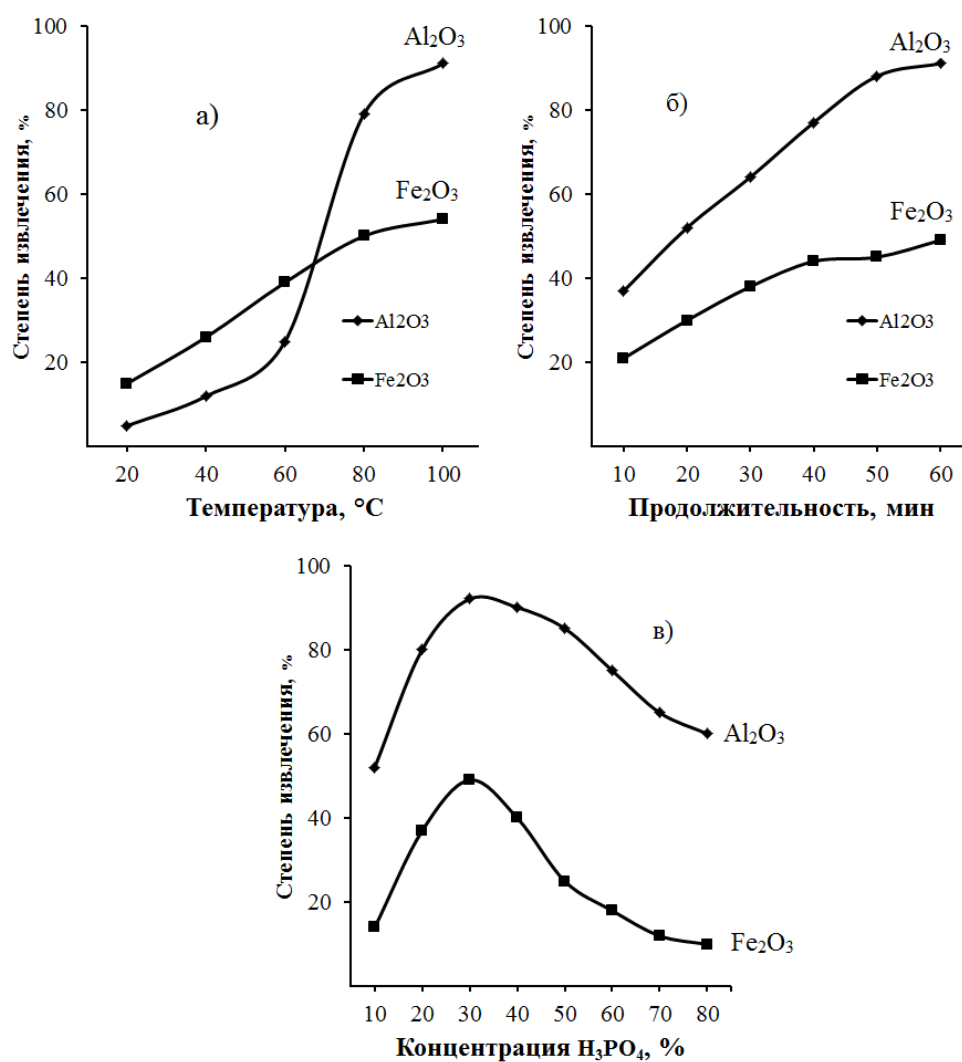 Степень извлечения, %
100
80
60
40
20
Al₂O₃
а)
Fe₂O₃
Al2O3
Fe2O3
20 40 60 80 100
Температура, °С
Степень извлечения, %
100
80
60
40
20
Al₂O₃
б)
Fe₂O₃
Al2O3
Fe2O3
10 20 30 40 50 60
Продолжительность, мин
Степень извлечения, %
100
80
60
40
20
в)
Al₂O₃
Fe₂O₃
10 20 30 40 50 60 70 80
Концентрация H₃PO₄, %